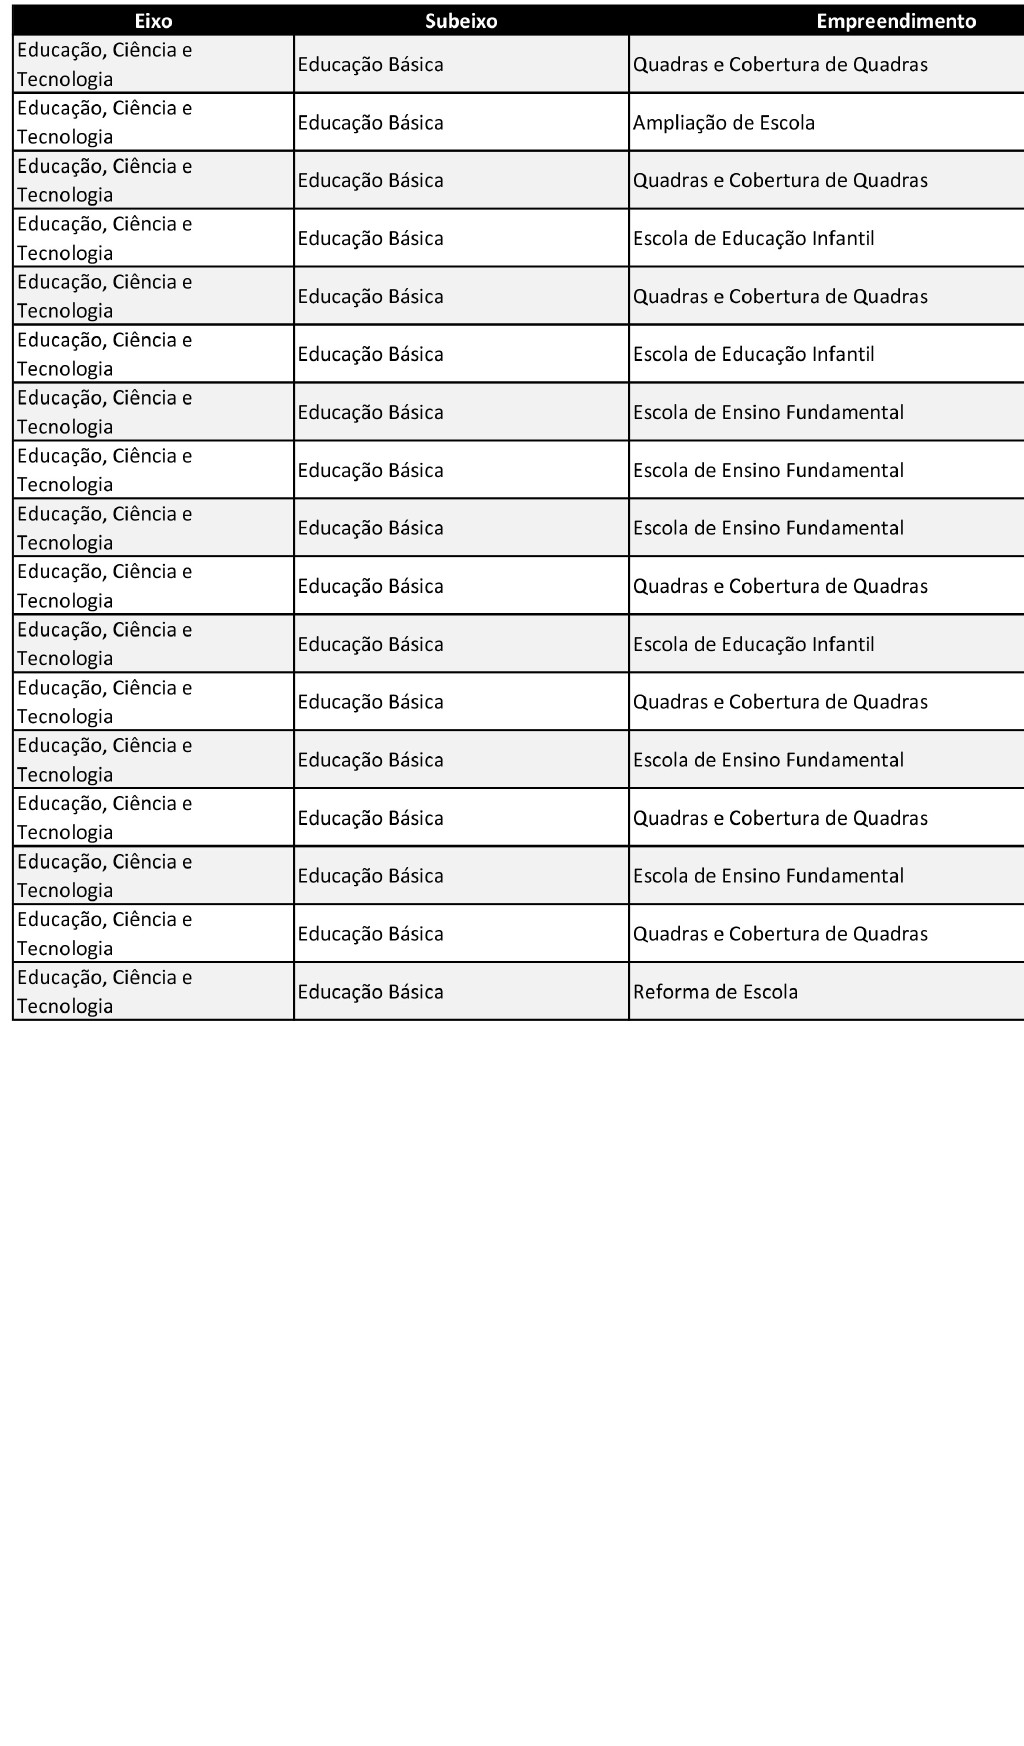 Eixo Subeixo Empreendimento
Educação, Ciência e
Tecnologia
Educação Básica
Quadras e Cobertura de Quadras
Educação, Ciência e
Tecnologia
Educação Básica
Ampliação de Escola
Educação, Ciência e
Tecnologia
Educação Básica
Quadras e Cobertura de Quadras
Educação, Ciência e
Tecnologia
Educação Básica
Escola de Educação Infantil
Educação, Ciência e
Tecnologia
Educação Básica
Quadras e Cobertura de Quadras
Educação, Ciência e
Tecnologia
Educação Básica
Escola de Educação Infantil
Educação, Ciência e
Tecnologia
Educação Básica
Escola de Ensino Fundamental
Educação, Ciência e
Tecnologia
Educação Básica
Escola de Ensino Fundamental
Educação, Ciência e
Tecnologia
Educação Básica
Escola de Ensino Fundamental
Educação, Ciência e
Tecnologia
Educação Básica
Quadras e Cobertura de Quadras
Educação, Ciência e
Tecnologia
Educação Básica
Escola de Educação Infantil
Educação, Ciência e
Tecnologia
Educação Básica
Quadras e Cobertura de Quadras
Educação, Ciência e
Tecnologia
Educação Básica
Escola de Ensino Fundamental
Educação, Ciência e
Tecnologia
Educação Básica
Quadras e Cobertura de Quadras
Educação, Ciência e
Tecnologia
Educação Básica
Escola de Ensino Fundamental
Educação, Ciência e
Tecnologia
Educação Básica
Quadras e Cobertura de Quadras
Educação, Ciência e
Tecnologia
Educação Básica
Reforma de Escola